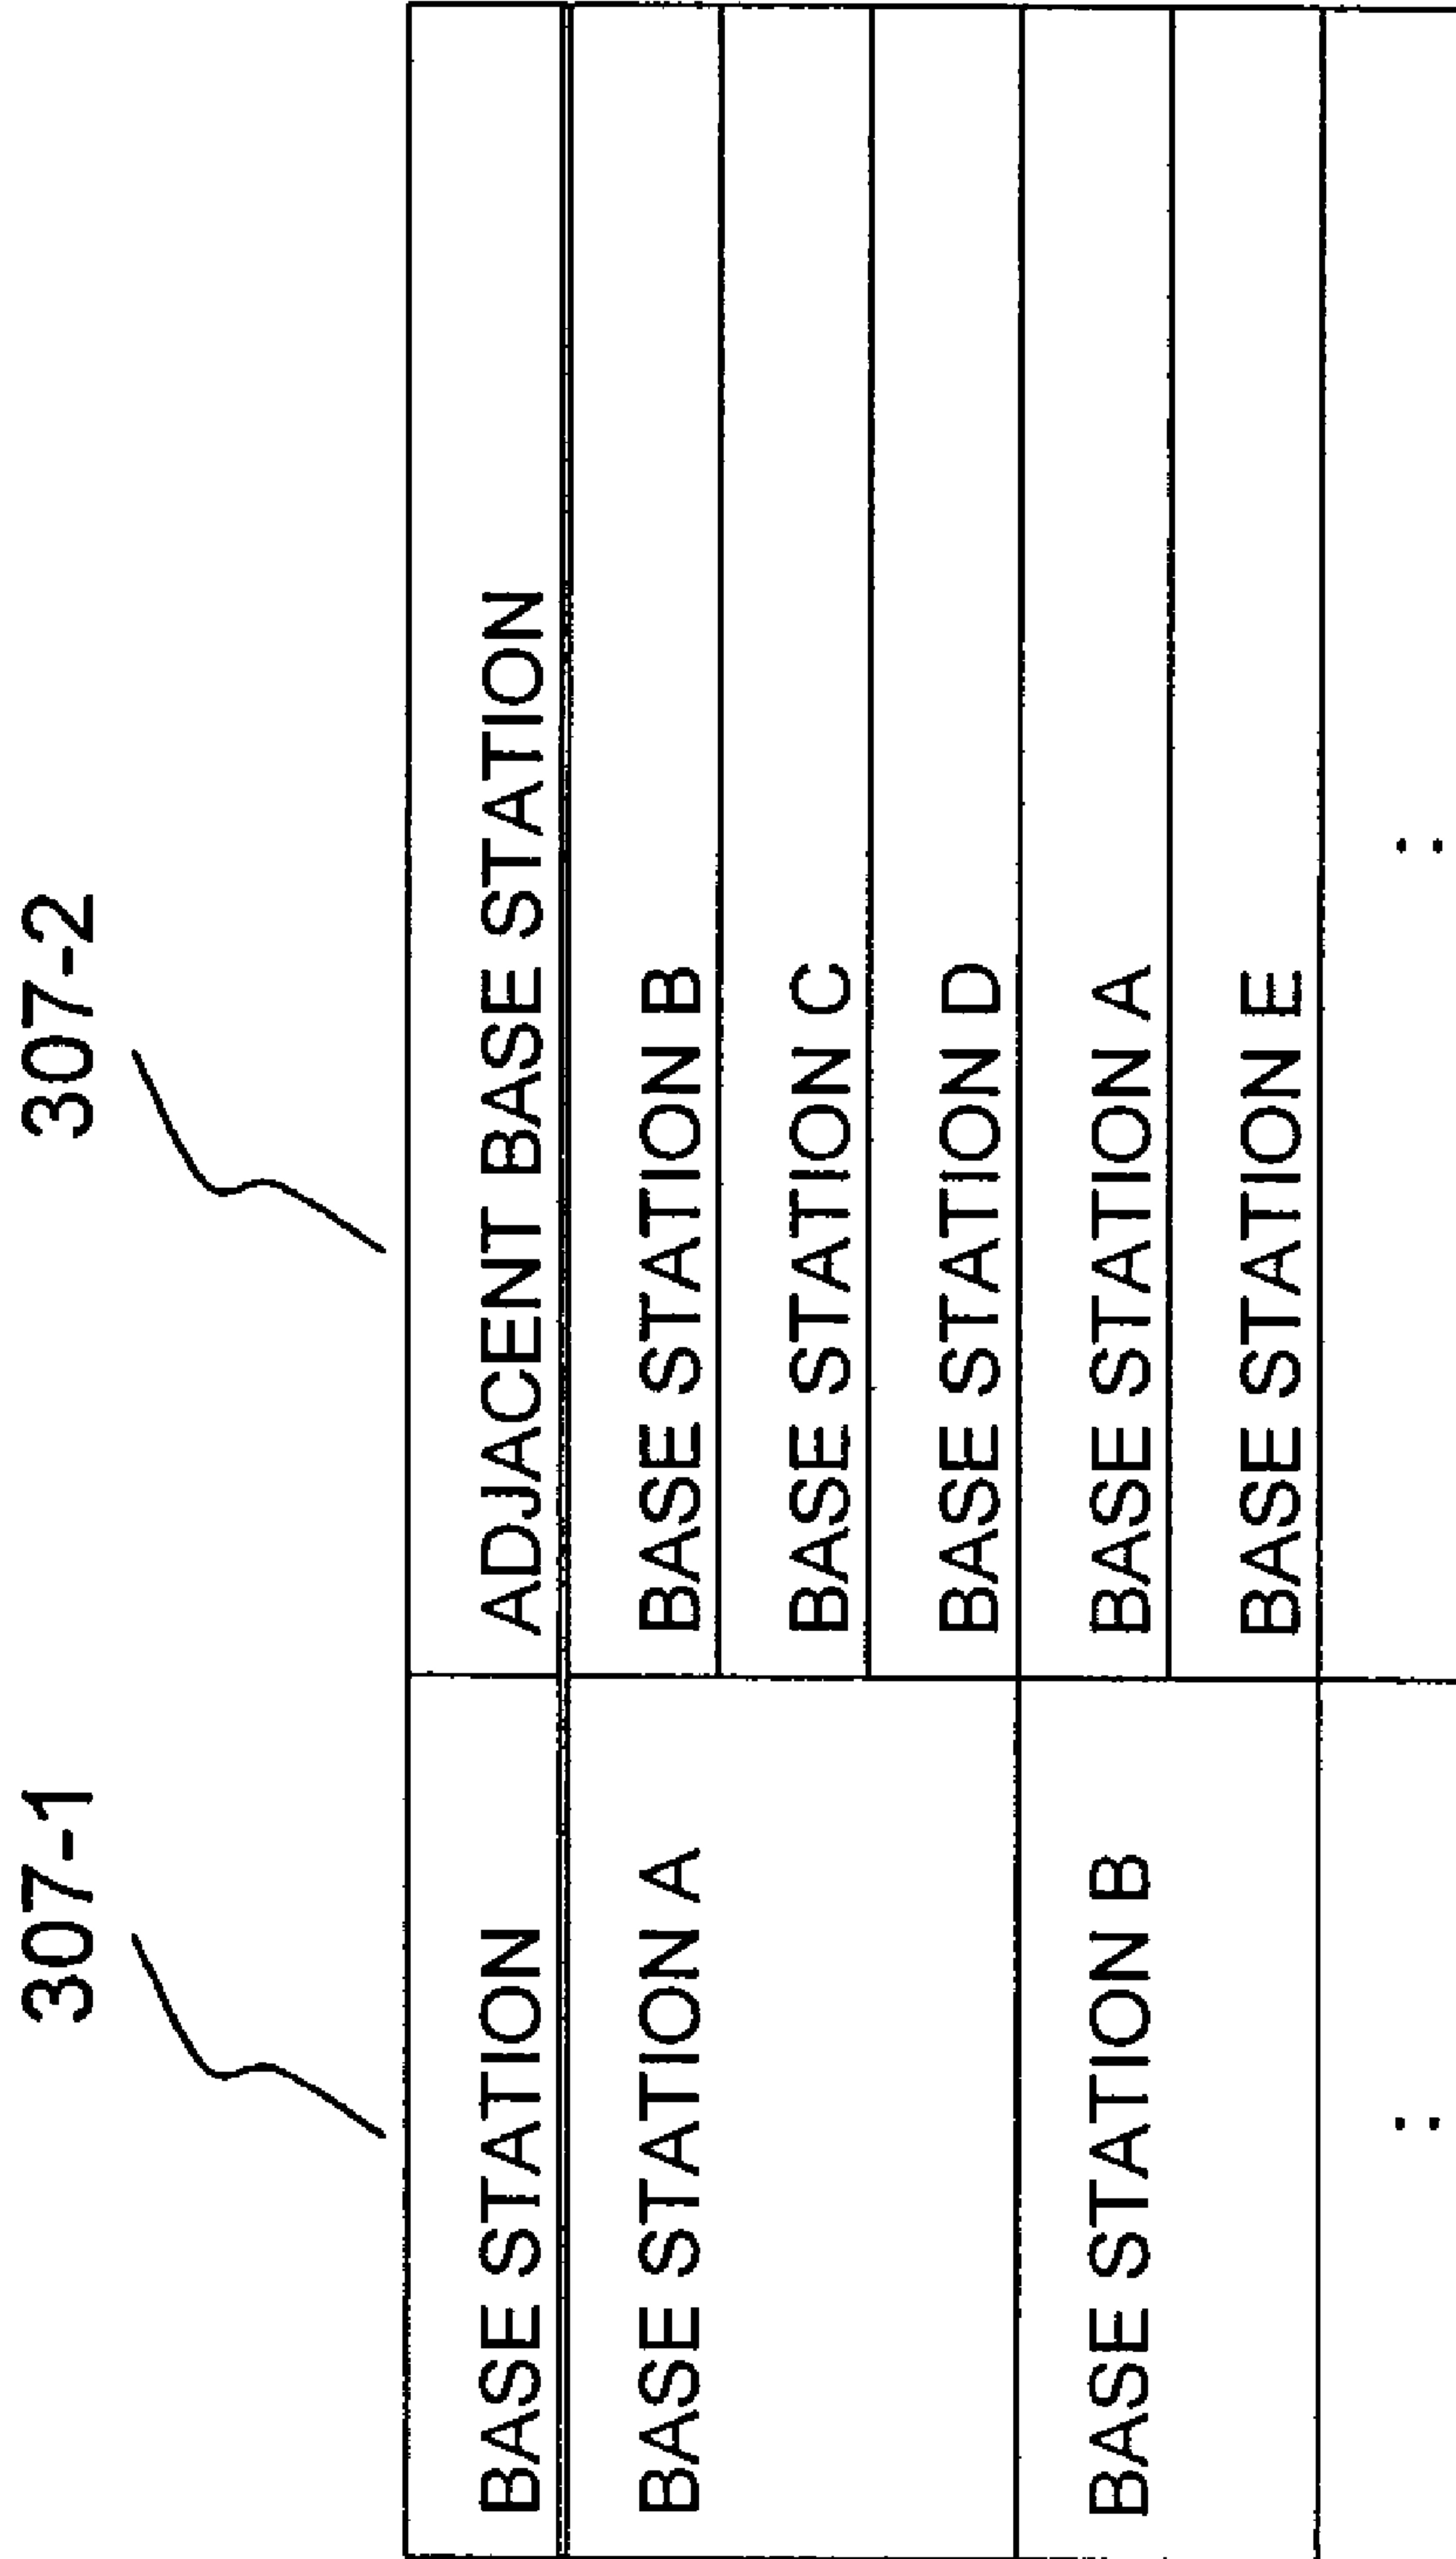 307-1 307-2
BASE STATION ADJACENT BASE STATION
BASE STATION A BASE STATION B
BASE STATION C
BASE STATION D
BASE STATION B BASE STATION A
BASE STATION E
: :